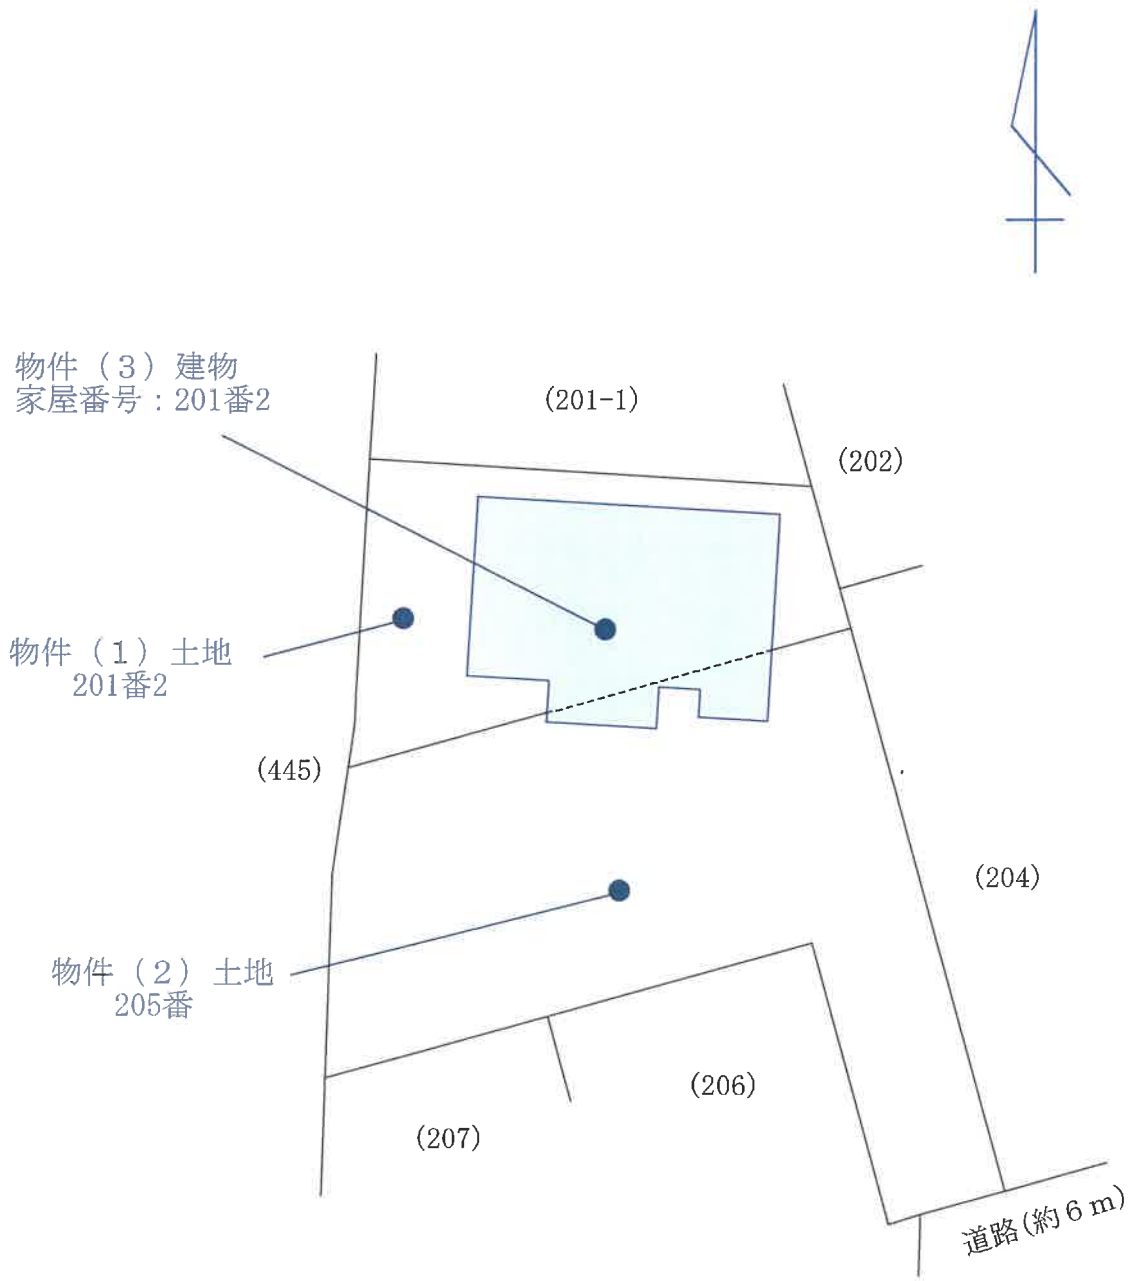 物件（3）建物
家屋番号：201番2
(201-1)
(202)
物件（1）土地
201番2
(445)
(204)
物件（2）土地
205番
(206)
(207)
道路(約6m)